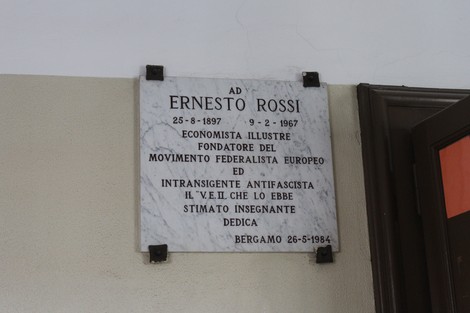 AD
ERNESTO ROSSI
25-8-1897 9-2-1967
ECONOMISTA ILLUSTRE
FONDATORE DEL
MOVIMENTO FEDERALISTA EUROPEO
ED
INTRANSIGENTE ANTIFASCISTA
IL "V.E.II„ CHE LO EBBE
STIMATO INSEGNANTE
DEDICA
BERGAMO 26-5-1984